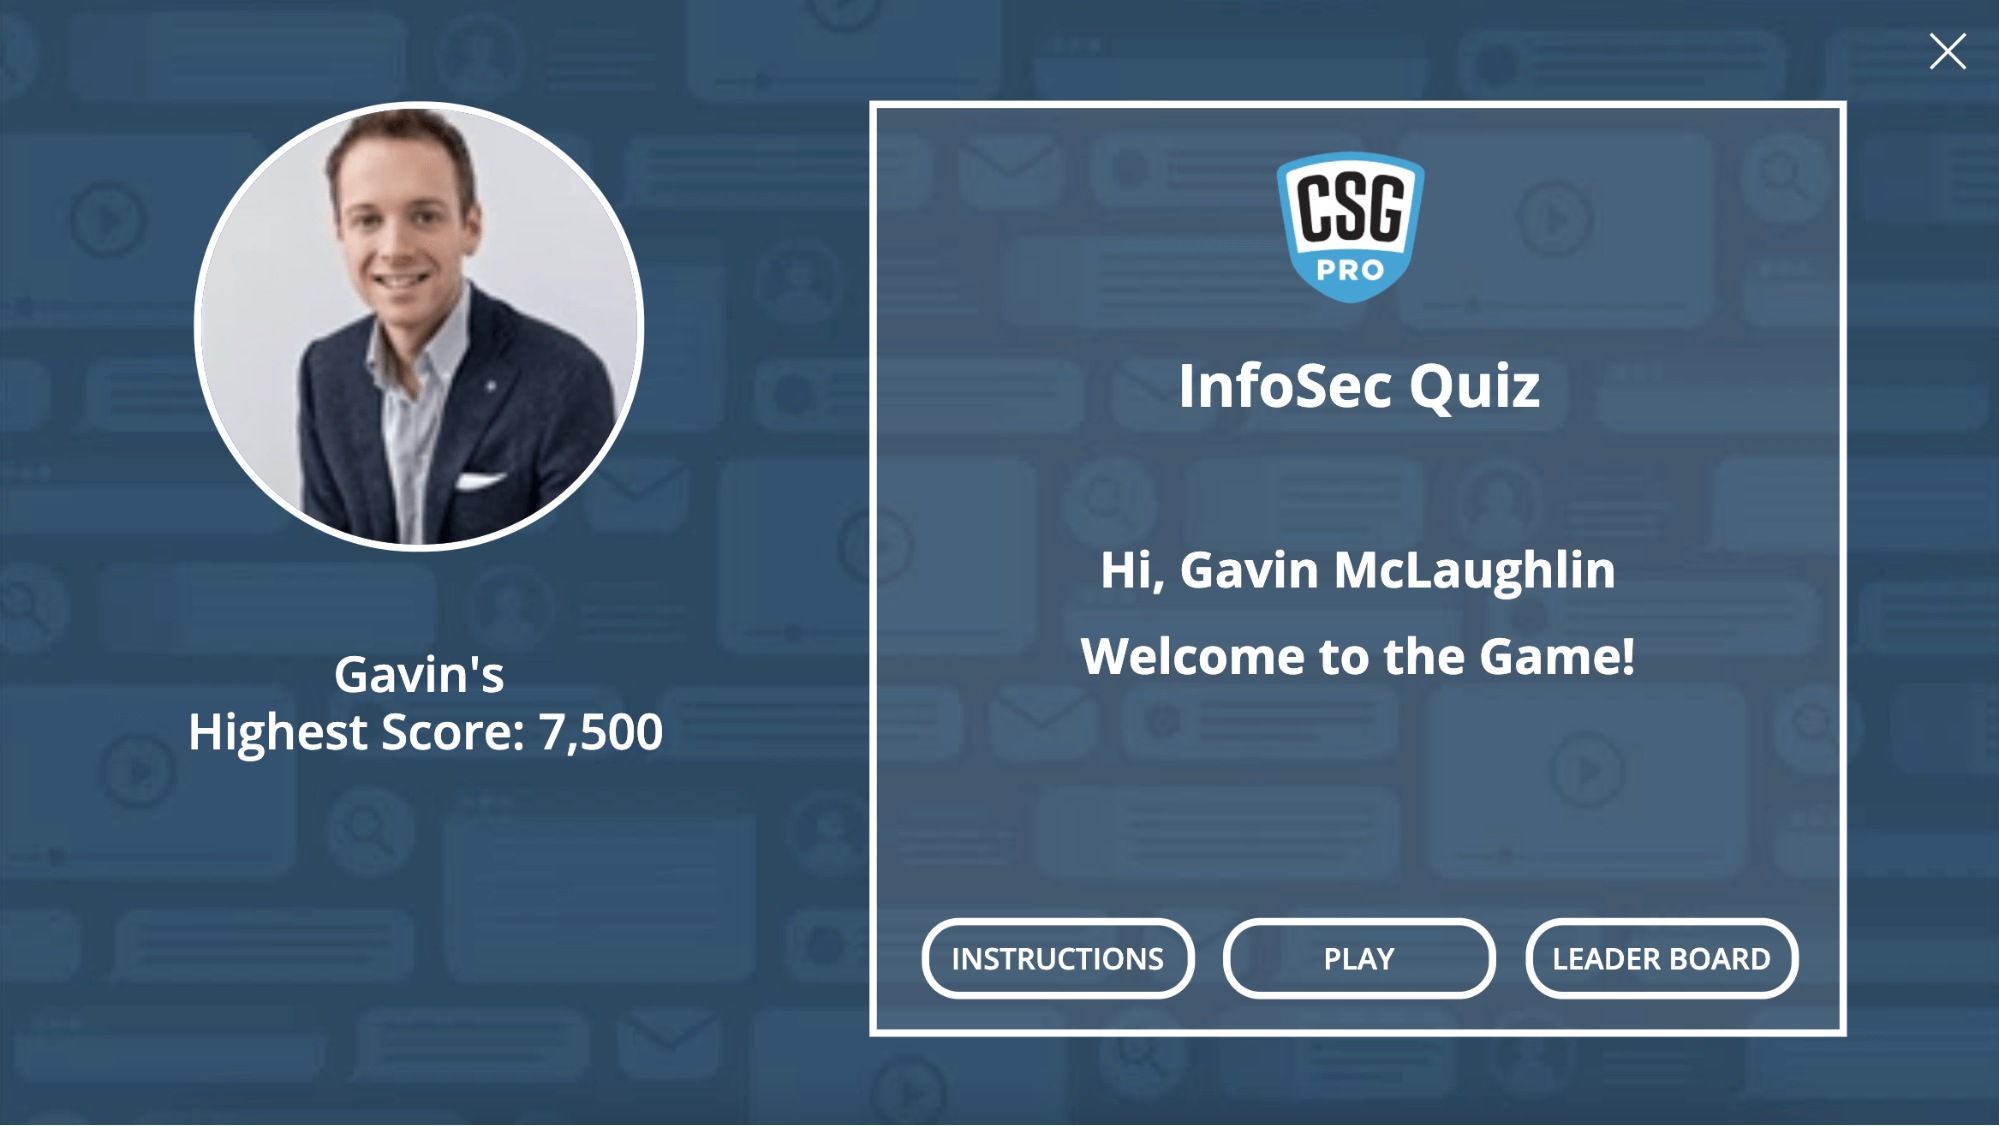 CSG
PRO
InfoSec Quiz
Hi, Gavin McLaughlin
Welcome to the Game!
Gavin's
Highest Score: 7,500
INSTRUCTIONS
PLAY
LEADER BOARD